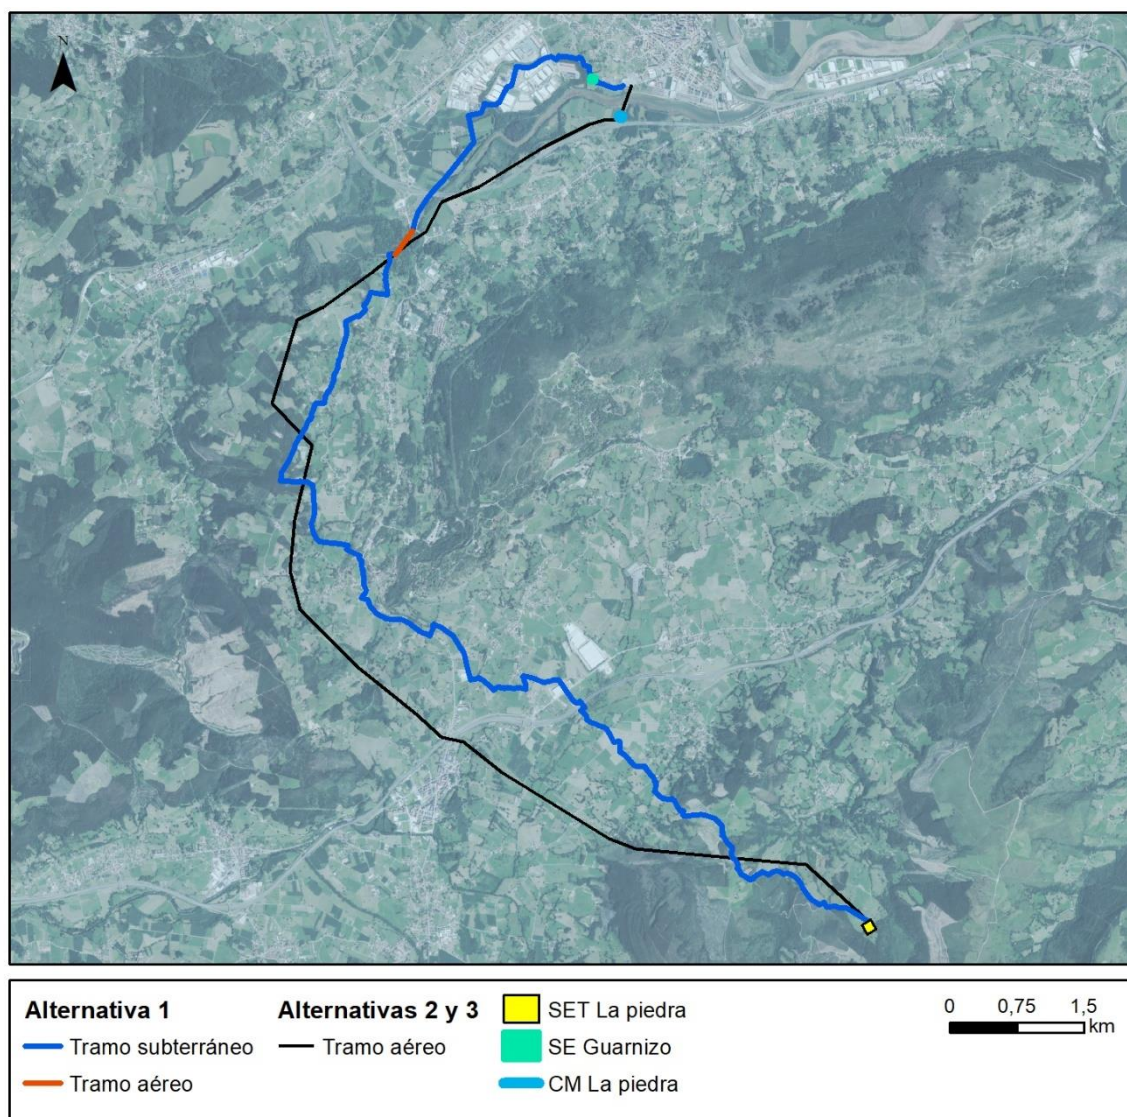 N
Alternativa 1
Tramo subterráneo
Tramo aéreo
Alternativas 2 y 3
Tramo aéreo
SET La piedra
SE Guarnizo
CM La piedra
0 0,75 1,5
km